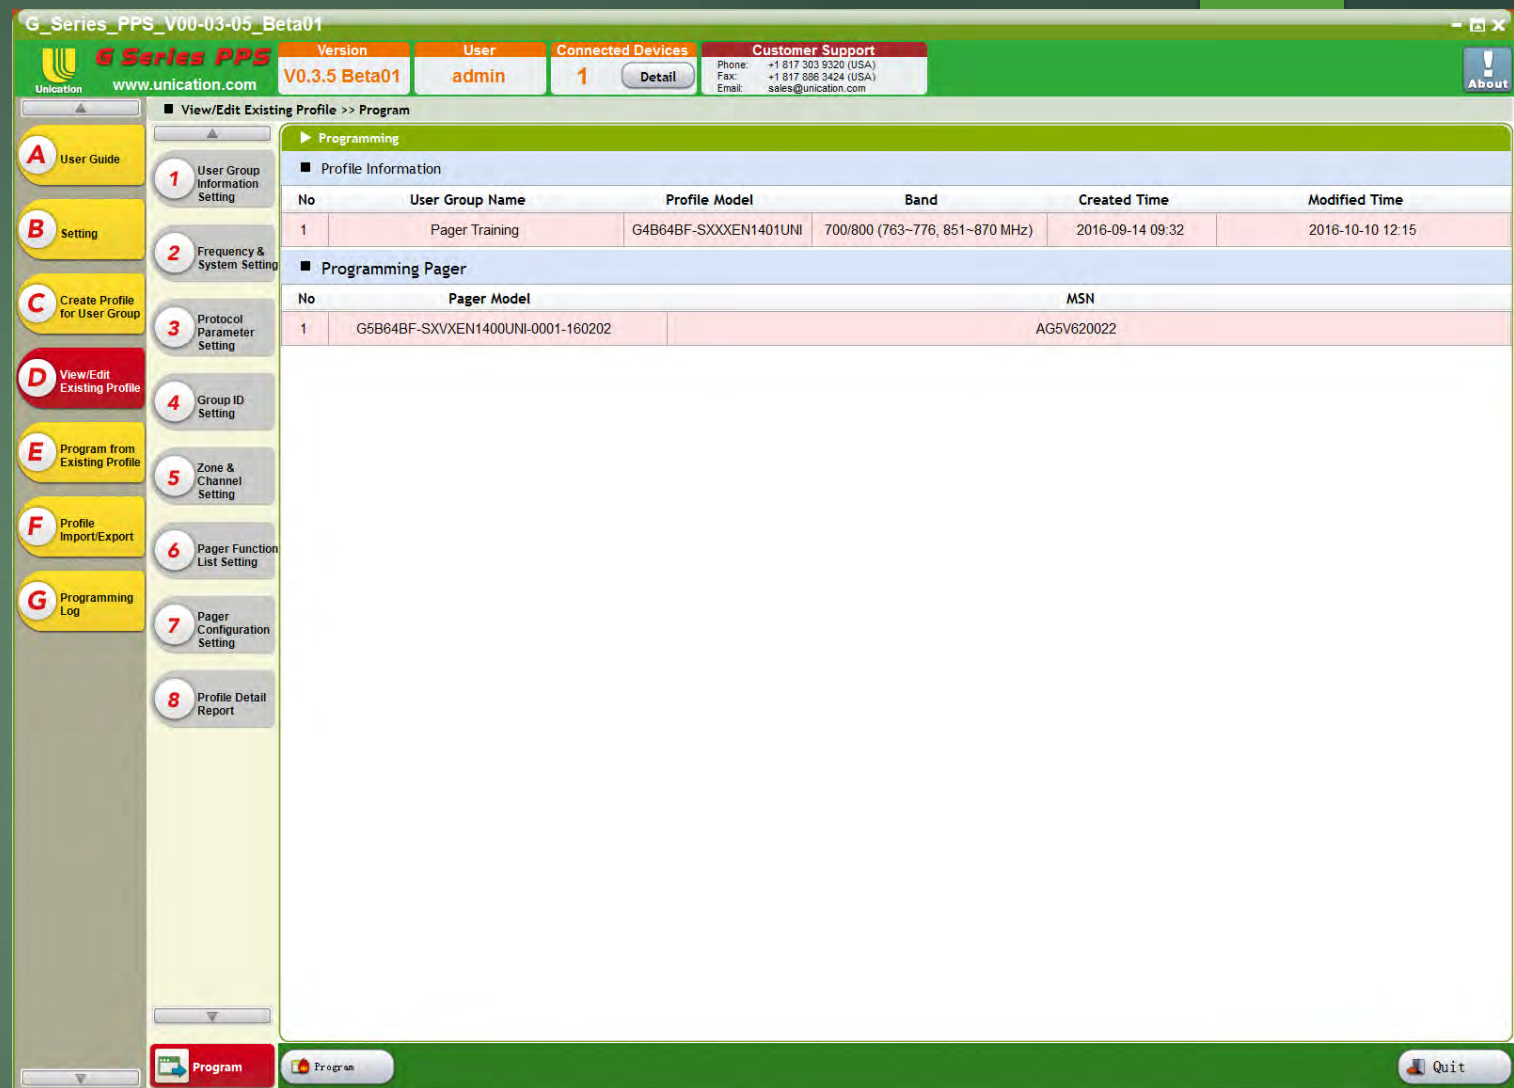 G_Series_PPS_V00-03-05_Beta01
G Series PPS
Unication
www.unication.com
Version
V0.3.5 Beta01
User
admin
Connected Devices
1
Detail
Customer Support
Phone: +1 817 303 9320 (USA)
Fax: +1 817 886 3424 (USA)
Email: sales@unication.com
About
View/Edit Existing Profile >> Program
A
User Guide
B
Setting
C
Create Profile
for User Group
D
View/Edit
Existing Profile
E
Program from
Existing Profile
F
Profile
Import/Export
G
Programming
Log
1
User Group
Information
Setting
2
Frequency &
System Setting
3
Protocol
Parameter
Setting
4
Group ID
Setting
5
Zone &
Channel
Setting
6
Pager Function
List Setting
7
Pager
Configuration
Setting
8
Profile Detail
Report
Program
Programming
Profile Information
No User Group Name Profile Model Band Created Time Modified Time
1 Pager Training G4B64BF-SXXXEN1401UNI 700/800 (763~776, 851~870 MHz) 2016-09-14 09:32 2016-10-10 12:15
Programming Pager
No Pager Model MSN
1 G5B64BF-SXVXEN1400UNI-0001-160202 AG5V620022
Program
Quit